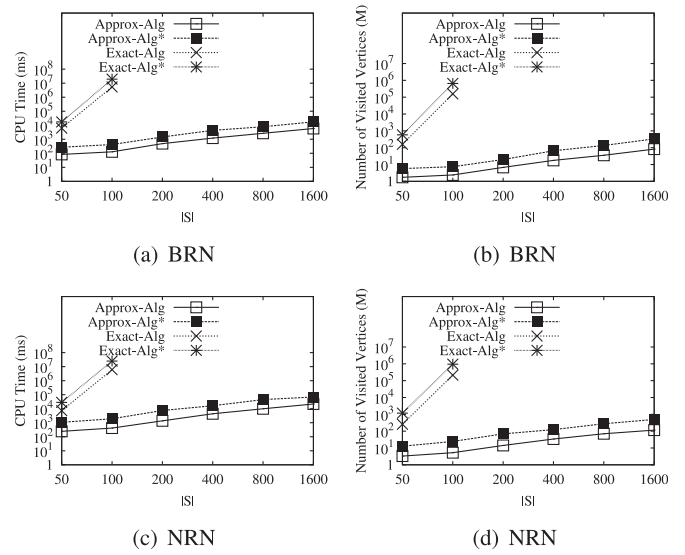 Approx-Alg
Approx-Alg*
Exact-Alg
Exact-Alg*
CPU Time (ms)
10^8
10^7
10^6
10^5
10^4
10^3
10^2
10^1
1
50 100 200 400 800 1600
|S|
(a) BRN
Approx-Alg
Approx-Alg*
Exact-Alg
Exact-Alg*
Number of Visited Vertices (M)
10^7
10^6
10^5
10^4
10^3
10^2
10^1
1
50 100 200 400 800 1600
|S|
(b) BRN
Approx-Alg
Approx-Alg*
Exact-Alg
Exact-Alg*
CPU Time (ms)
10^8
10^7
10^6
10^5
10^4
10^3
10^2
10^1
1
50 100 200 400 800 1600
|S|
(c) NRN
Approx-Alg
Approx-Alg*
Exact-Alg
Exact-Alg*
Number of Visited Vertices (M)
10^7
10^6
10^5
10^4
10^3
10^2
10^1
1
50 100 200 400 800 1600
|S|
(d) NRN